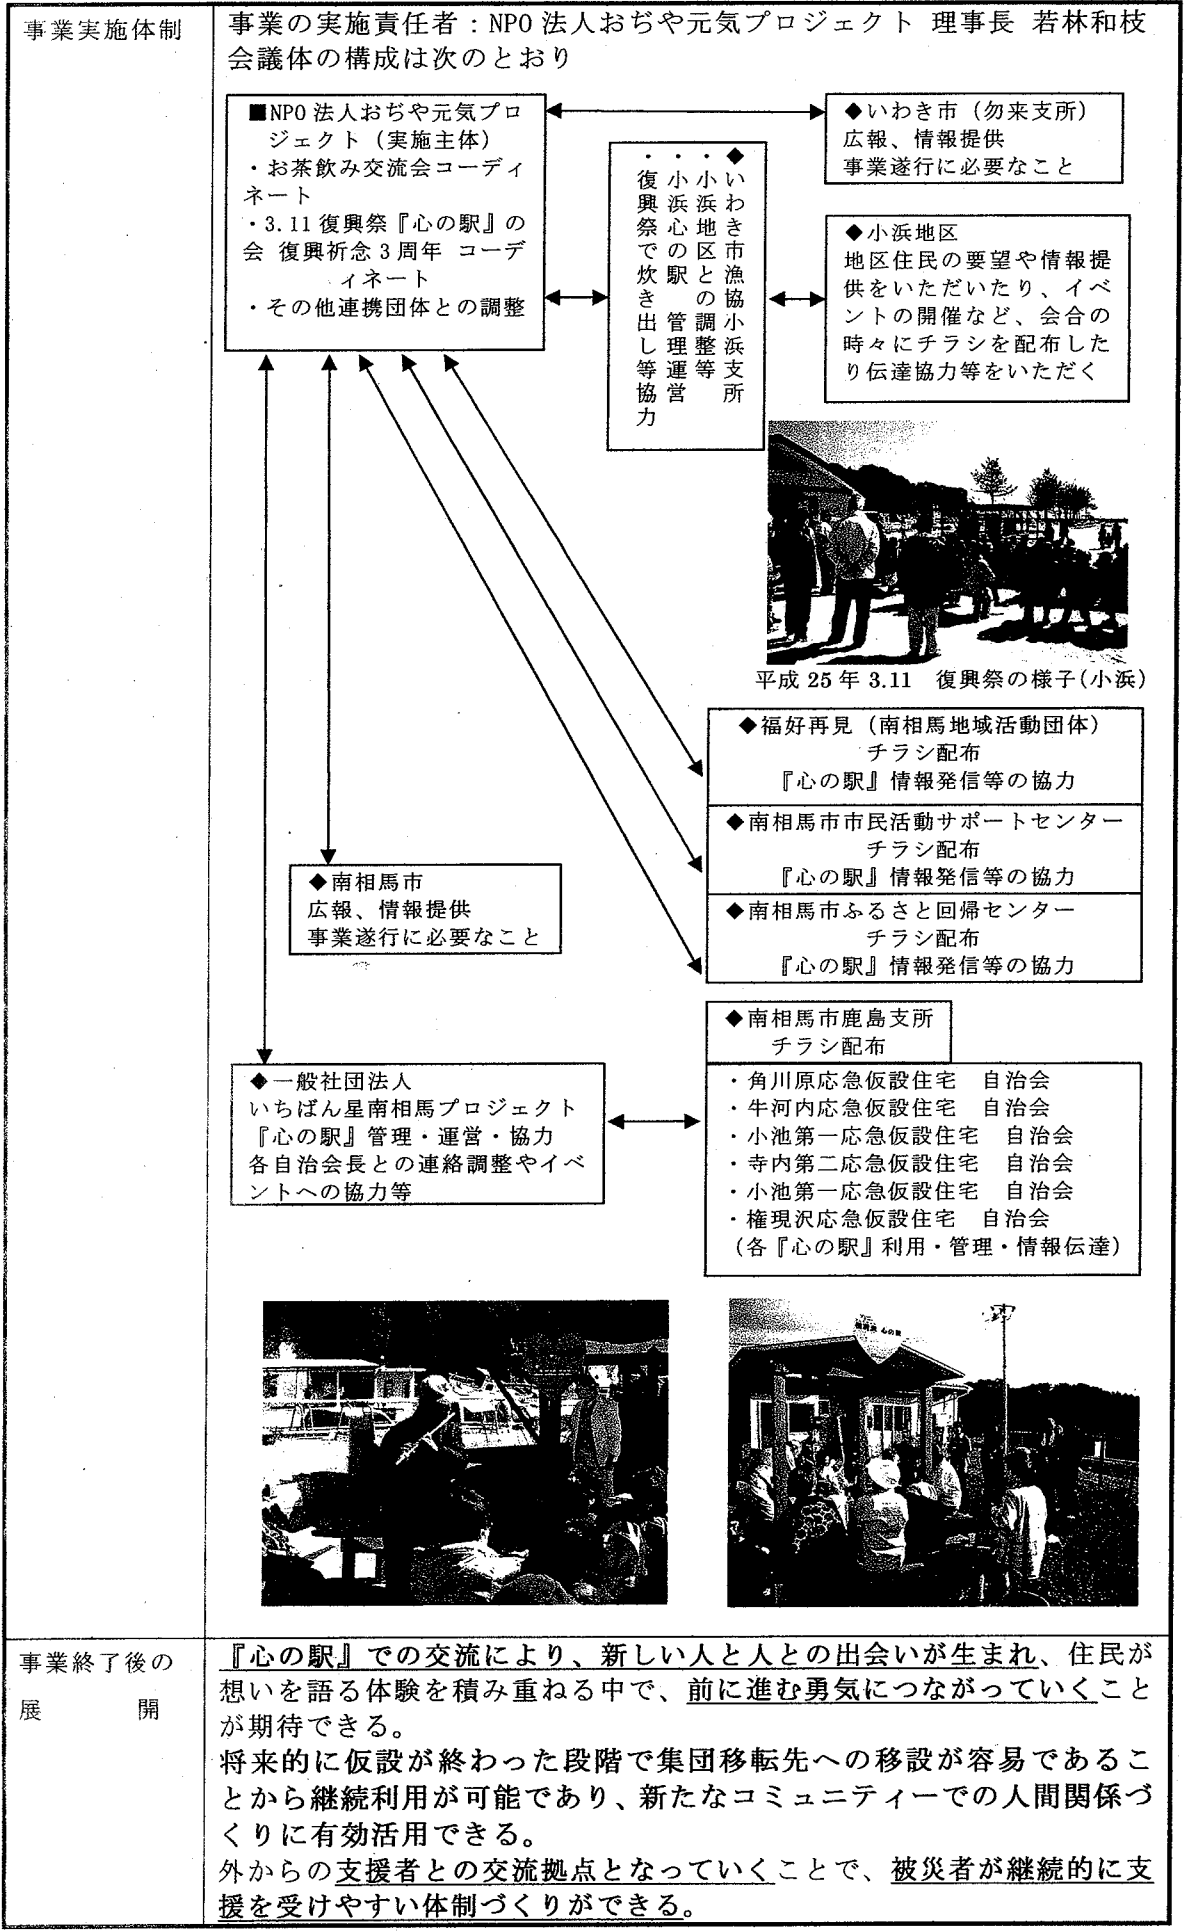 事業実施体制
事業の実施責任者：NPO法人おぢや元気プロジェクト 理事長 若林和枝
会議体の構成は次のとおり
■NPO法人おぢや元気プロ
ジェクト（実施主体）
・お茶飲み交流会コーディ
ネート
・3.11復興祭『心の駅』の
会 復興祈念3周年 コーデ
ィネート
・その他連携団体との調整
◆いわき市漁協小浜支所
・小浜地区との調整等
・小浜心の駅 管理運営
・復興祭で炊き出し等協力
◆いわき市（勿来支所）
広報、情報提供
事業遂行に必要なこと
◆小浜地区
地区住民の要望や情報提
供をいただいたり、イベ
ントの開催など、会合の
時々にチラシを配布した
り伝達協力等をいただく
平成25年3.11 復興祭の様子(小浜)
◆福好再見（南相馬地域活動団体）
チラシ配布
『心の駅』情報発信等の協力
◆南相馬市市民活動サポートセンター
チラシ配布
『心の駅』情報発信等の協力
◆南相馬市ふるさと回帰センター
チラシ配布
『心の駅』情報発信等の協力
◆南相馬市
広報、情報提供
事業遂行に必要なこと
◆南相馬市鹿島支所
チラシ配布
◆一般社団法人
いちばん星南相馬プロジェクト
『心の駅』管理・運営・協力
各自治会長との連絡調整やイベ
ントへの協力等
・角川原応急仮設住宅 自治会
・牛河内応急仮設住宅 自治会
・小池第一応急仮設住宅 自治会
・寺内第二応急仮設住宅 自治会
・小池第一応急仮設住宅 自治会
・権現沢応急仮設住宅 自治会
（各『心の駅』利用・管理・情報伝達）
心の駅
事業終了後の
展 開
『心の駅』での交流により、新しい人と人との出会いが生まれ、住民が
想いを語る体験を積み重ねる中で、前に進む勇気につながっていくこと
が期待できる。
将来的に仮設が終わった段階で集団移転先への移設が容易であるこ
とから継続利用が可能であり、新たなコミュニティーでの人間関係づ
くりに有効活用できる。
外からの支援者との交流拠点となっていくことで、被災者が継続的に支
援を受けやすい体制づくりができる。